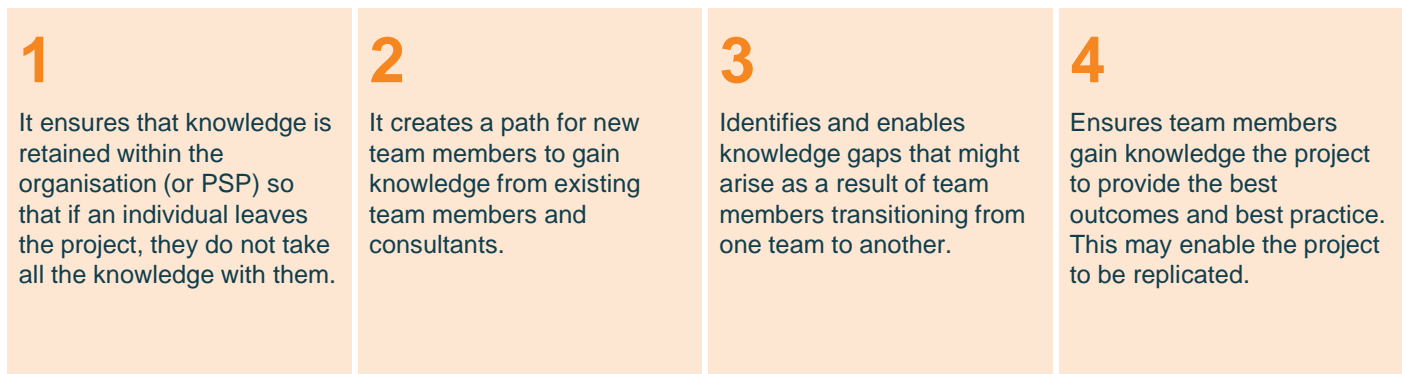 1
It ensures that knowledge is
retained within the
organisation (or PSP) so
that if an individual leaves
the project, they do not take
all the knowledge with them.
2
It creates a path for new
team members to gain
knowledge from existing
team members and
consultants.
3
Identifies and enables
knowledge gaps that might
arise as a result of team
members transitioning from
one team to another.
4
Ensures team members
gain knowledge the project
to provide the best
outcomes and best practice.
This may enable the project
to be replicated.